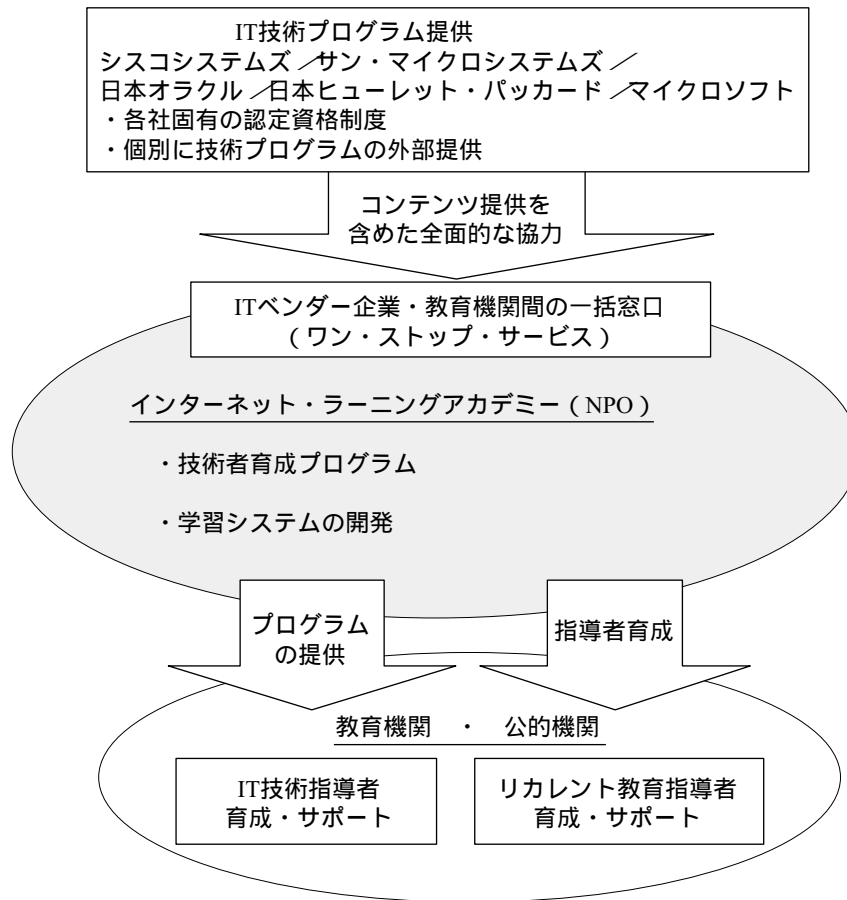 IT技術プログラム提供
シスコシステムズ／サン・マイクロシステムズ／
日本オラクル／日本ヒューレット・パッカード／マイクロソフト
・各社固有の認定資格制度
・個別に技術プログラムの外部提供
コンテンツ提供を
含めた全面的な協力
ITベンダー企業・教育機関間の一括窓口
（ワン・ストップ・サービス）
インターネット・ラーニングアカデミー（NPO）
・技術者育成プログラム
・学習システムの開発
プログラム
の提供
指導者育成
教育機関　・　公的機関
IT技術指導者
育成・サポート
リカレント教育指導者
育成・サポート